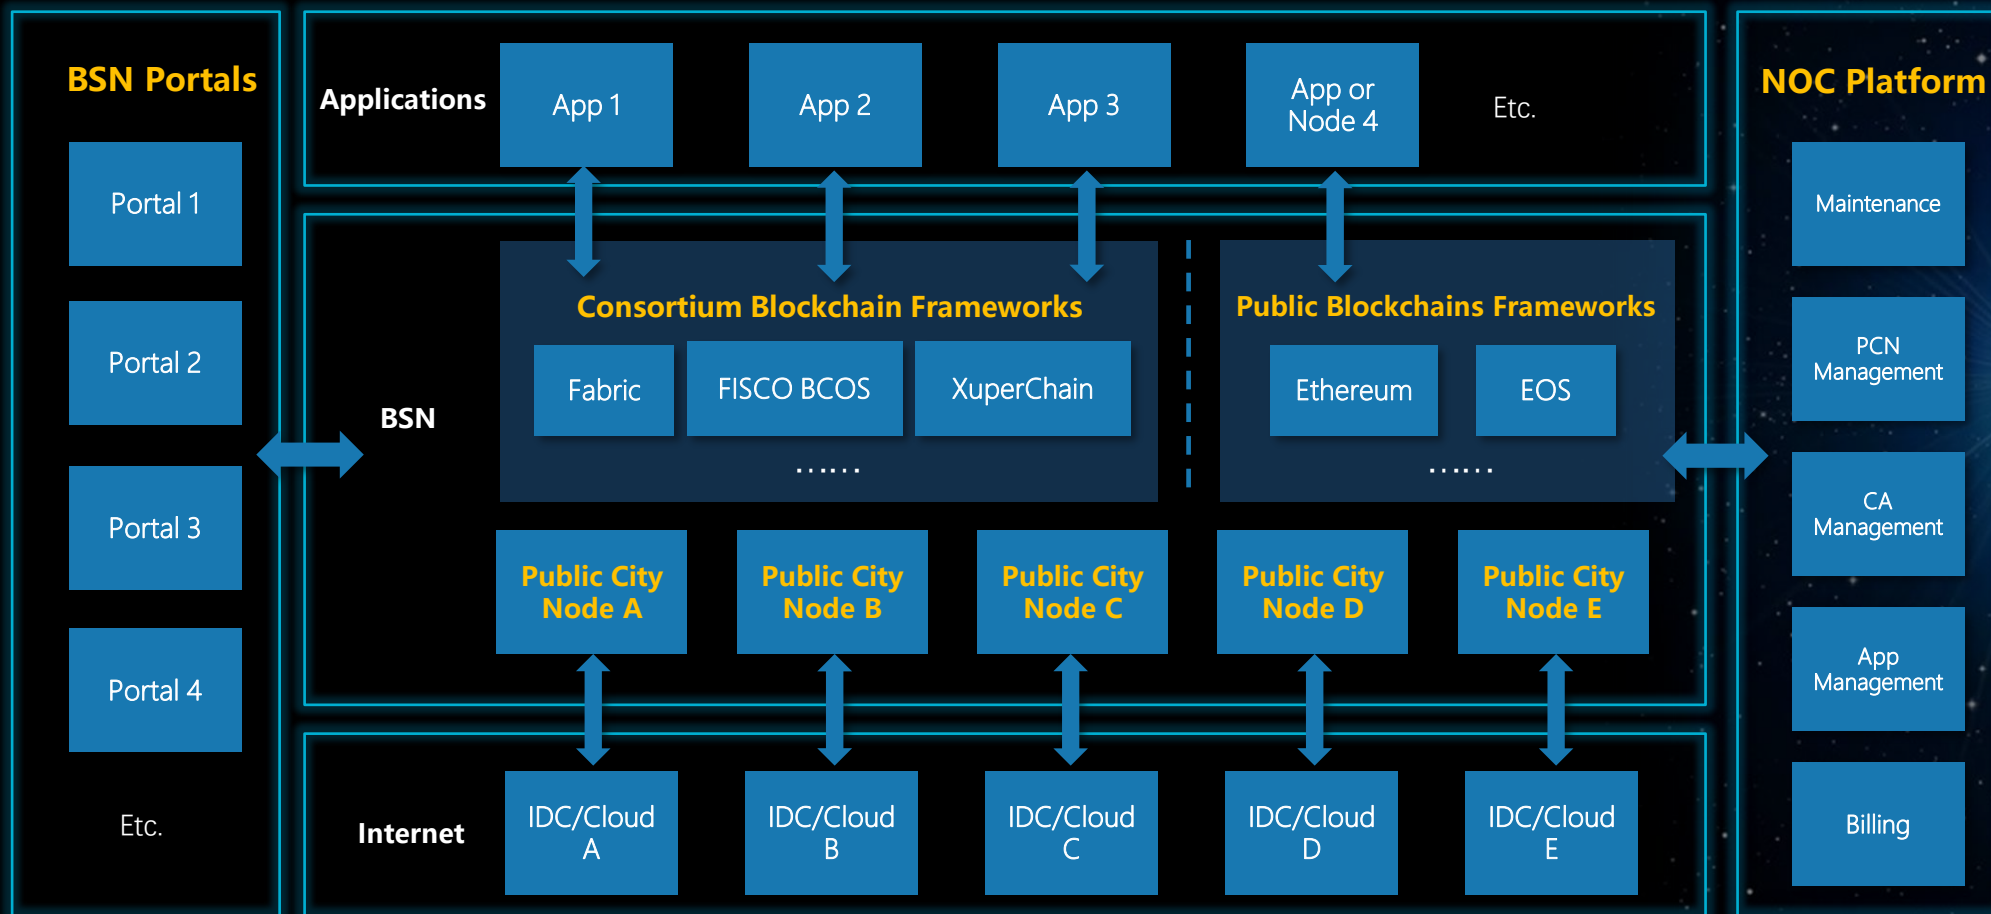 BSN Portals
Portal 1
Portal 2
Portal 3
Portal 4
Etc.
Applications
App 1
App 2
App 3
App or
Node 4
Etc.
BSN
Consortium Blockchain Frameworks
Fabric
FISCO BCOS
XuperChain
......
Public Blockchains Frameworks
Ethereum
EOS
......
Public City
Node A
Public City
Node B
Public City
Node C
Public City
Node D
Public City
Node E
Internet
IDC/Cloud
A
IDC/Cloud
B
IDC/Cloud
C
IDC/Cloud
D
IDC/Cloud
E
NOC Platform
Maintenance
PCN
Management
CA
Management
App
Management
Billing